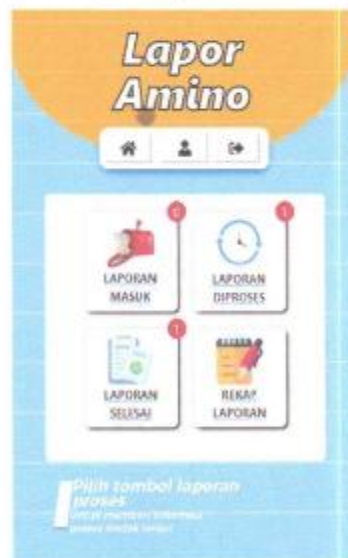 Lapor
Amino
0
1
LAPORAN
MASUK
LAPORAN
DIPROSES
1
LAPORAN
SELESAI
REKAP
LAPORAN
Pilih tombol laporan
proses